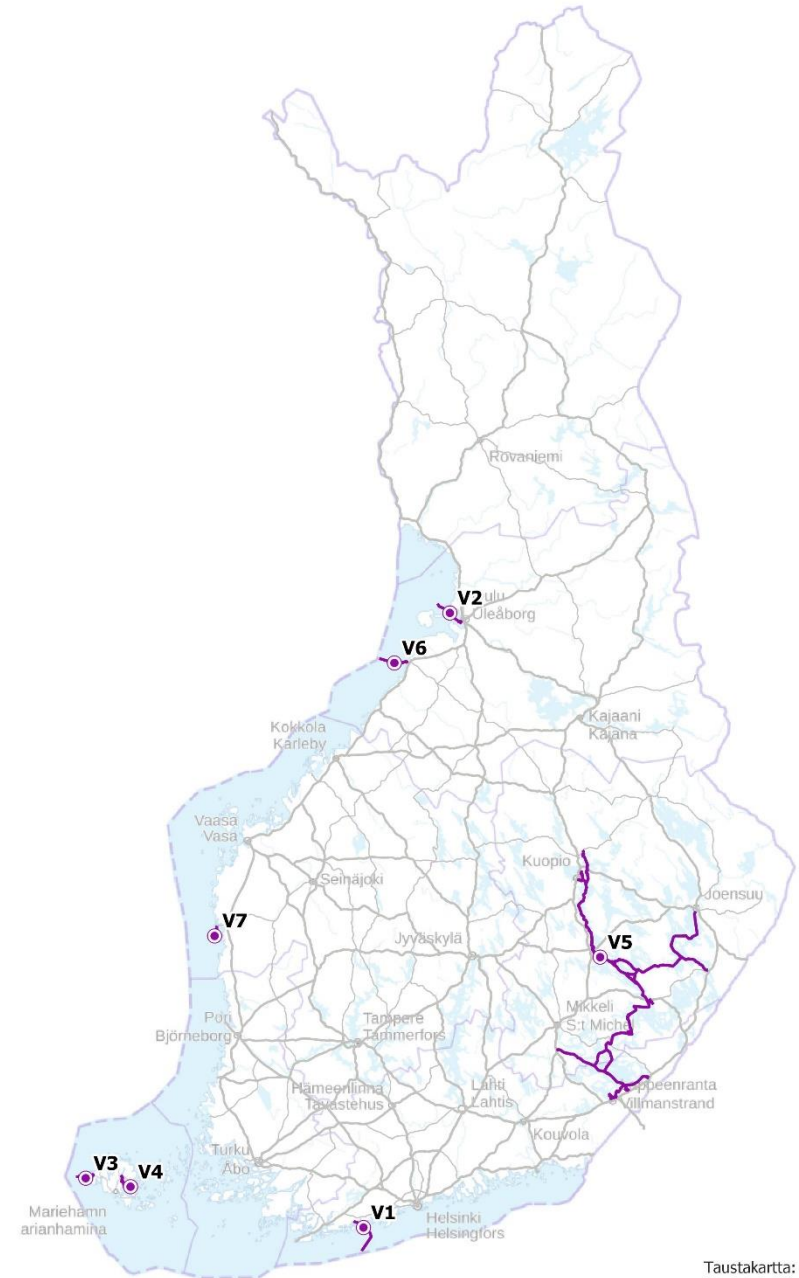 Rovaniemi
V2
ulu
Uleåborg
V6
Kajaani
Kajana
Kokkola
Karleby
Vaasa
Vasa
Kuopio
Seinäjoki
Joensuu
V7
Jyväskylä
V5
Mikkeli
S:t Michel
Pori
Björneborg
Tampere
Tammerfors
Hämeenlinna
Tavastehus
Lahti
Lahtis
appeenranta
Villmanstrand
Kouvola
Turku
Åbo
V3
V4
Mariehamn
arianhamina
V1
Helsinki
Helsingfors
Taustakartta: